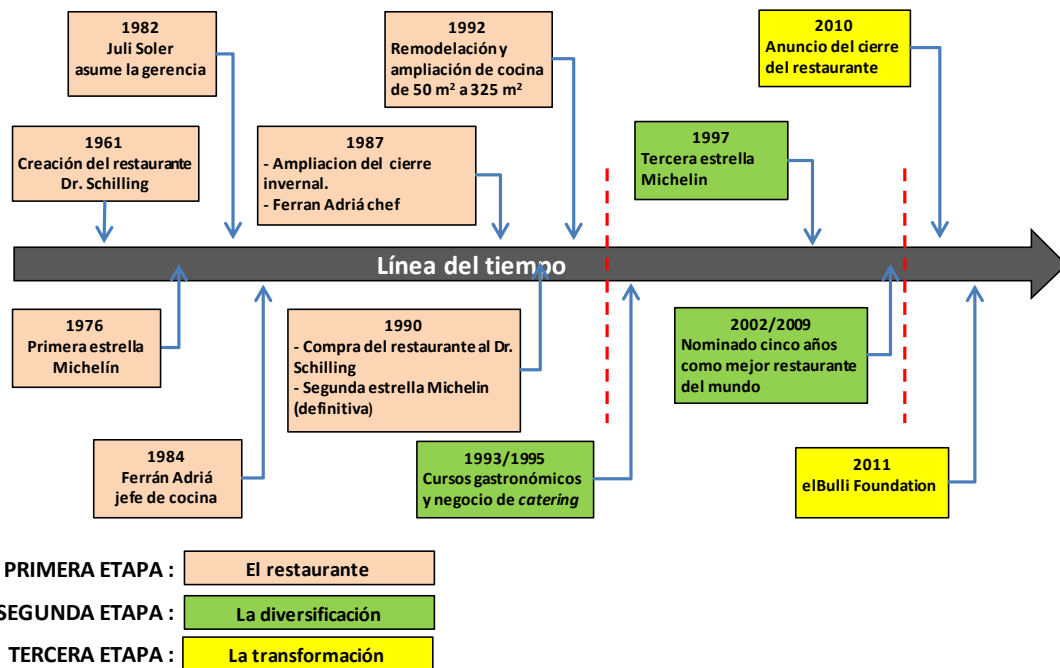 1982
Juli Soler
asume la gerencia
1992
Remodelación y
ampliación de cocina
de 50 m² a 325 m²
2010
Anuncio del cierre
del restaurante
1961
Creación del restaurante
Dr. Schilling
1987
- Ampliacion del cierre
invernal.
- Ferran Adriá chef
1997
Tercera estrella
Michelin
Línea del tiempo
1976
Primera estrella
Michelín
1990
- Compra del restaurante al Dr.
Schilling
- Segunda estrella Michelin
(definitiva)
2002/2009
Nominado cinco años
como mejor restaurante
del mundo
1984
Ferrán Adriá
jefe de cocina
1993/1995
Cursos gastronómicos
y negocio de catering
2011
elBulli Foundation
PRIMERA ETAPA : El restaurante
SEGUNDA ETAPA : La diversificación
TERCERA ETAPA : La transformación